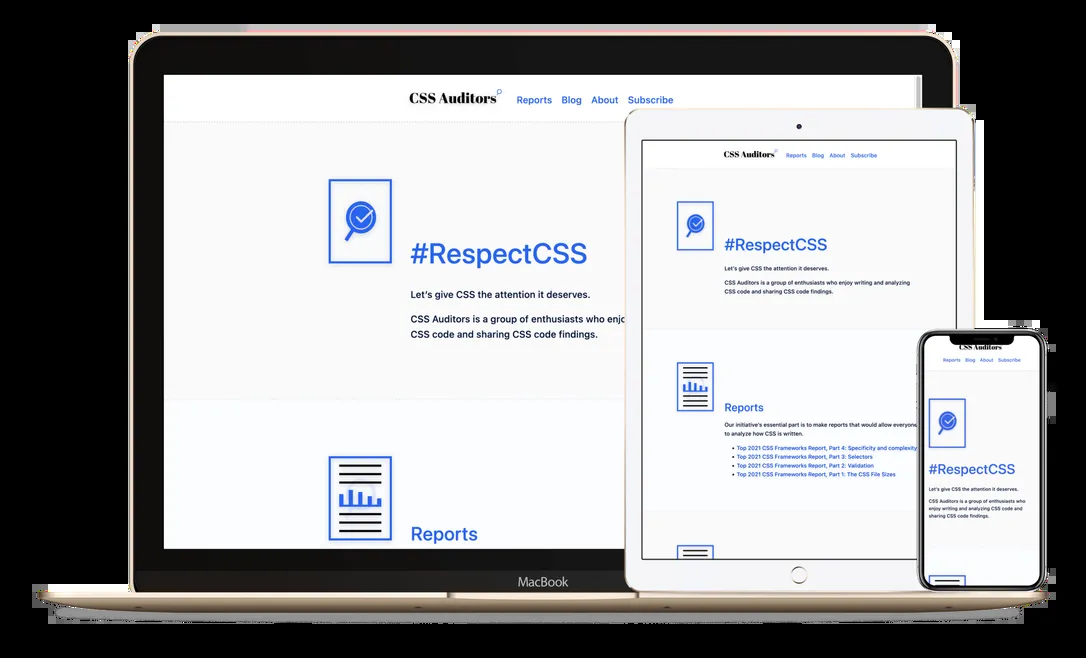 CSS Auditors
Reports Blog About Subscribe
#RespectCSS
Let's give CSS the attention it deserves.
CSS Auditors is a group of enthusiasts who enjo
CSS code and sharing CSS code findings.
Reports
MacBook
CSS Auditors
Reports Blog About Subscribe
#RespectCSS
Let's give CSS the attention it deserves.
CSS Auditors is a group of enthusiasts who enjoy writing and analyzing
CSS code and sharing CSS code findings.
Reports
Our initiative's essential part is to make reports that would allow everyone
to analyze how CSS is written.
• Top 2021 CSS Frameworks Report, Part 4: Specificity and complexity
• Top 2021 CSS Frameworks Report, Part 3: Selectors
• Top 2021 CSS Frameworks Report, Part 2: Validation
• Top 2021 CSS Frameworks Report, Part 1: The CSS File Sizes
CSS Auditors
Reports Blog About Subscribe
#RespectCSS
Let's give CSS the attention it deserves.
CSS Auditors is a group of enthusiasts who
enjoy writing and analyzing CSS code and
sharing CSS code findings.